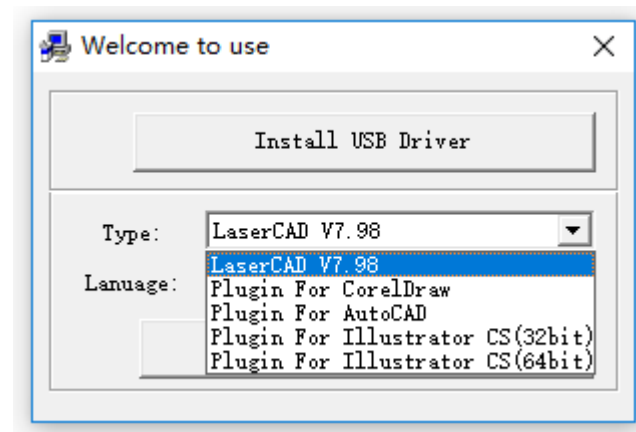 Welcome to use
Install USB Driver
Type:
LaserCAD V7.98
LaserCAD V7.98
Lanuage:
Plugin For CorelDraw
Plugin For AutoCAD
Plugin For Illustrator CS(32bit)
Plugin For Illustrator CS(64bit)